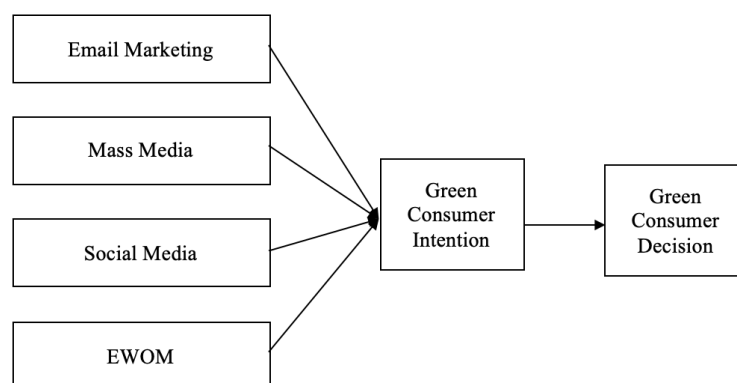 Email Marketing
Mass Media
Social Media
EWOM
Green
Consumer
Intention
Green
Consumer
Decision